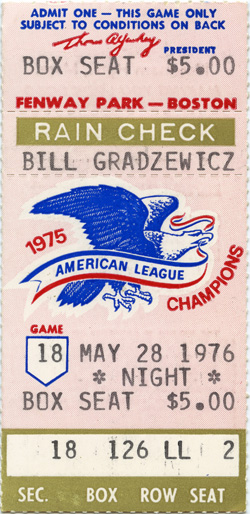 ADMIT ONE — THIS GAME ONLY
SUBJECT TO CONDITIONS ON BACK
PRESIDENT
BOX SEAT $5.00
FENWAY PARK — BOSTON
RAIN CHECK
BILL GRADZEWICZ
1975
AMERICAN LEAGUE
CHAMPIONS
GAME
18 MAY 28 1976
* NIGHT *
BOX SEAT $5.00
18 126 LL 2
SEC. BOX ROW SEAT